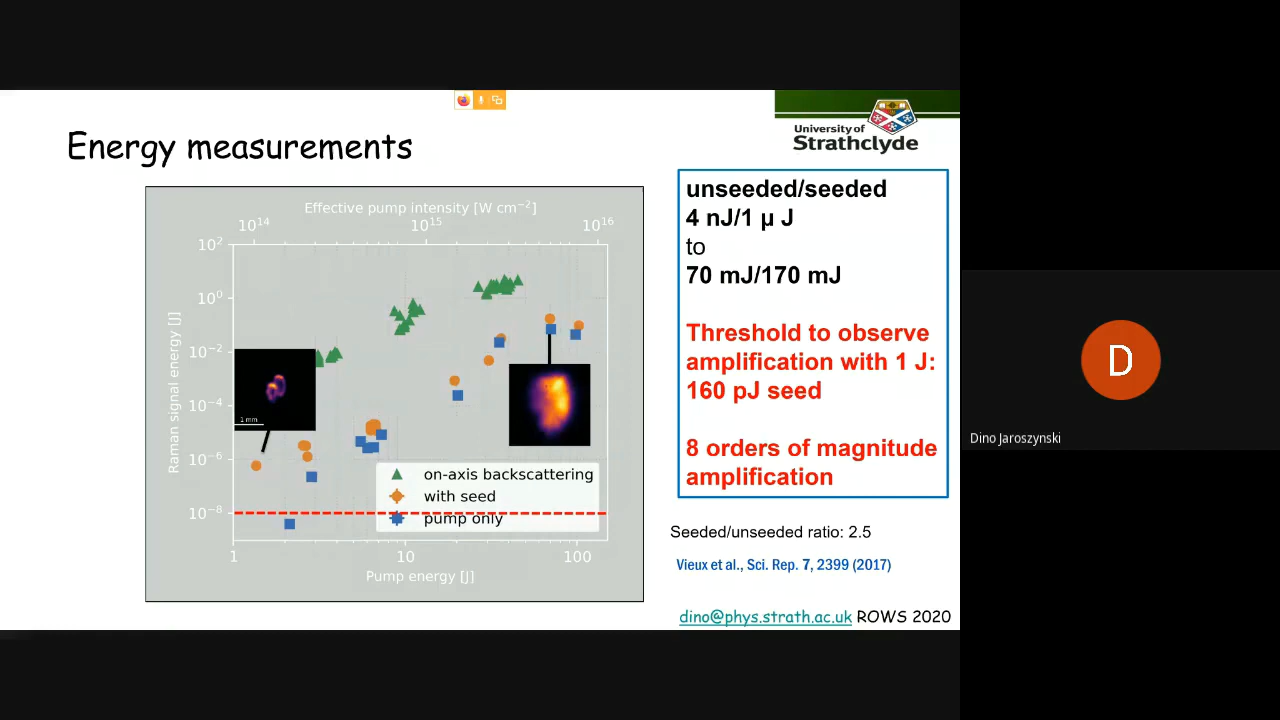 Energy measurements
University of
Strathclyde
Effective pump intensity [W cm⁻²]
10¹⁴ 10¹⁵ 10¹⁶
10²
10⁰
10⁻²
10⁻⁴
10⁻⁶
10⁻⁸
Raman signal energy [J]
1 mm
on-axis backscattering
with seed
pump only
1 10 100
Pump energy [J]
unseeded/seeded
4 nJ/1 µ J
to
70 mJ/170 mJ
Threshold to observe
amplification with 1 J:
160 pJ seed
8 orders of magnitude
amplification
Seeded/unseeded ratio: 2.5
Vieux et al., Sci. Rep. 7, 2399 (2017)
dino@phys.strath.ac.uk ROWS 2020
D
Dino Jaroszynski